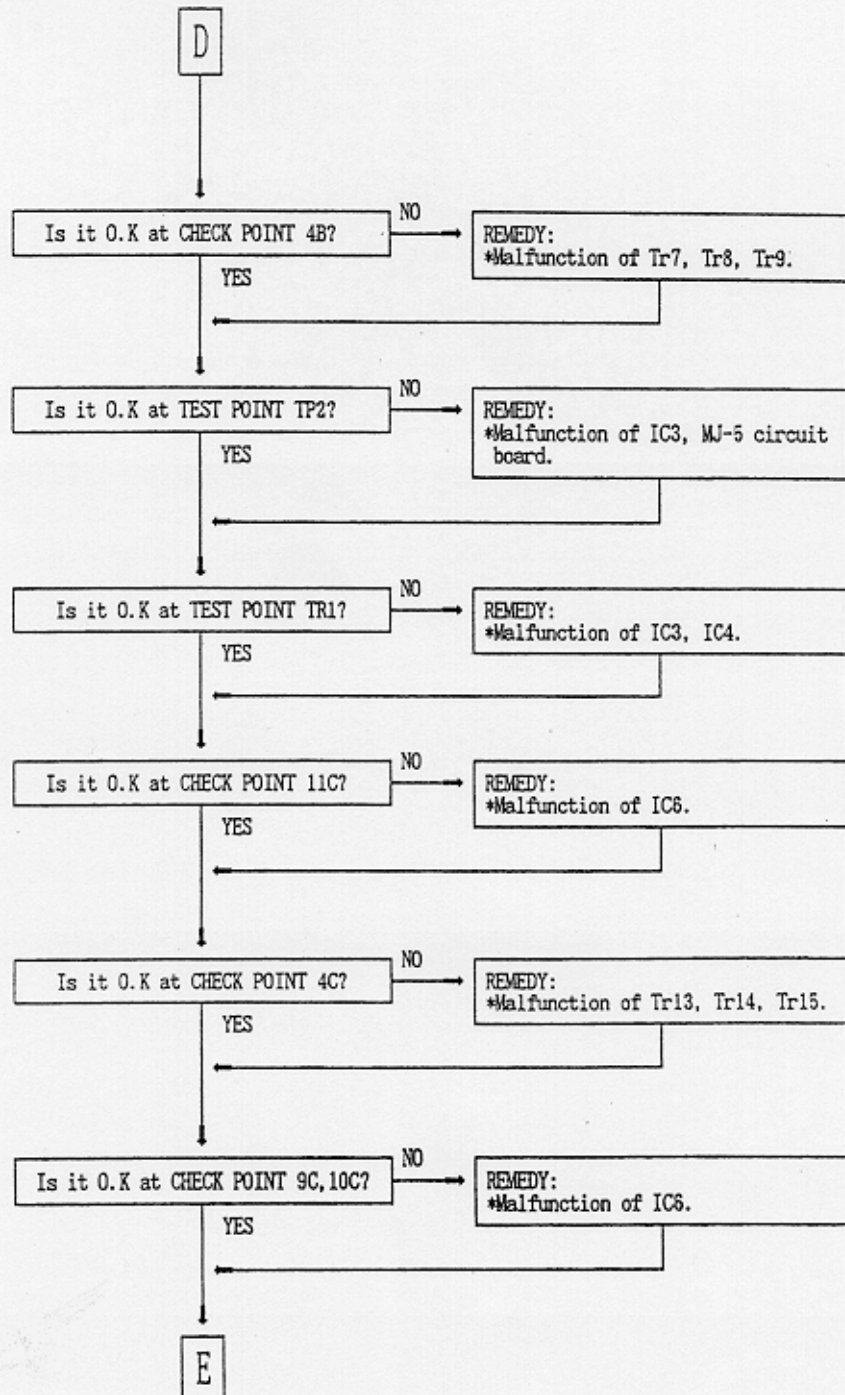 D
Is it O.K at CHECK POINT 4B?
NO
REMEDY:
*Malfunction of Tr7, Tr8, Tr9.
YES
Is it O.K at TEST POINT TP2?
NO
REMEDY:
*Malfunction of IC3, MJ-5 circuit
board.
YES
Is it O.K at TEST POINT TR1?
NO
REMEDY:
*Malfunction of IC3, IC4.
YES
Is it O.K at CHECK POINT 11C?
NO
REMEDY:
*Malfunction of IC6.
YES
Is it O.K at CHECK POINT 4C?
NO
REMEDY:
*Malfunction of Tr13, Tr14, Tr15.
YES
Is it O.K at CHECK POINT 9C,10C?
NO
REMEDY:
*Malfunction of IC6.
YES
E